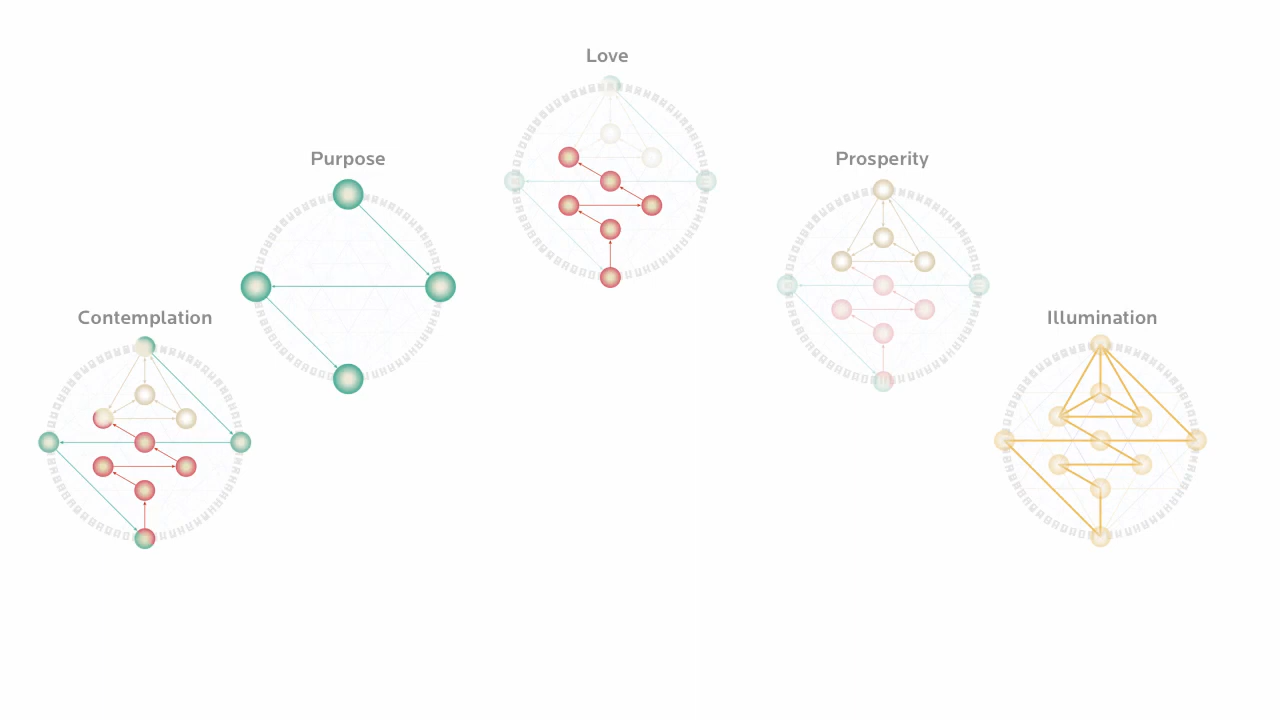 Love
Purpose
Prosperity
Contemplation
Illumination